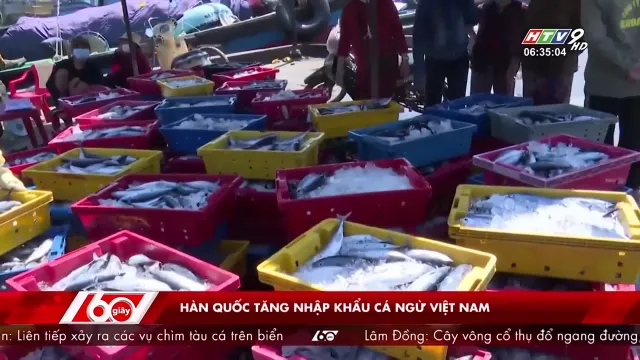 HTV9 HD
06:35:04
60 giây
HÀN QUỐC TĂNG NHẬP KHẨU CÁ NGỪ VIỆT NAM
n: Liên tiếp xảy ra các vụ chìm tàu cá trên biển 60 Lâm Đồng: Cây vông cổ thụ đổ ngang đường